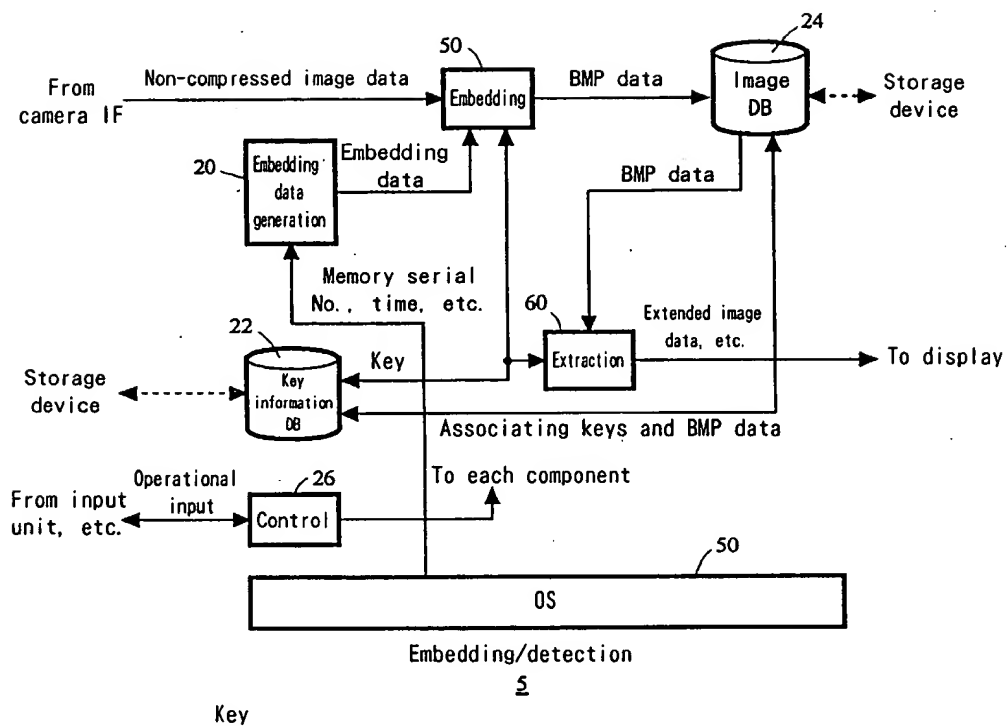 50
24
From
camera IF
Non-compressed image data
Embedding
BMP data
Image
DB
Storage
device
20
Embedding
data
generation
Embedding
data
BMP data
Memory serial
No., time, etc.
60
Extraction
Extended image
data, etc.
To display
22
Key
information
DB
Key
Storage
device
Associating keys and BMP data
To each component
From input
unit, etc.
Operational
input
26
Control
50
OS
Embedding/detection
5
Key